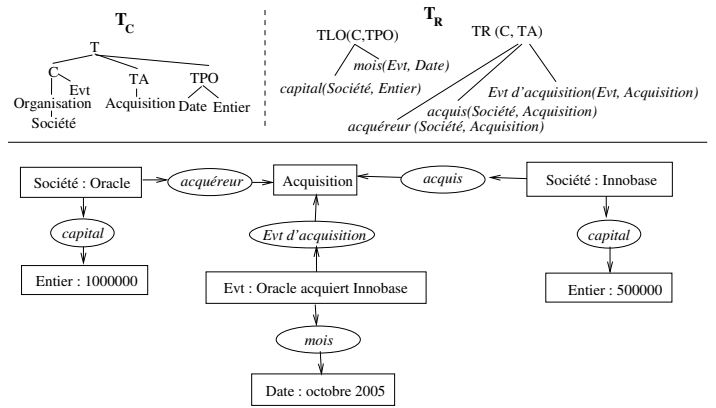 T_C
T
C
TA
TPO
Evt
Organisation
Acquisition
Date
Entier
Société
T_R
TLO(C,TPO)
TR (C, TA)
mois(Evt, Date)
capital(Société, Entier)
Evt d'acquisition(Evt, Acquisition)
acquis(Société, Acquisition)
acquéreur (Société, Acquisition)
Société : Oracle
acquéreur
Acquisition
acquis
Société : Innobase
capital
Evt d'acquisition
capital
Entier : 1000000
Evt : Oracle acquiert Innobase
Entier : 500000
mois
Date : octobre 2005